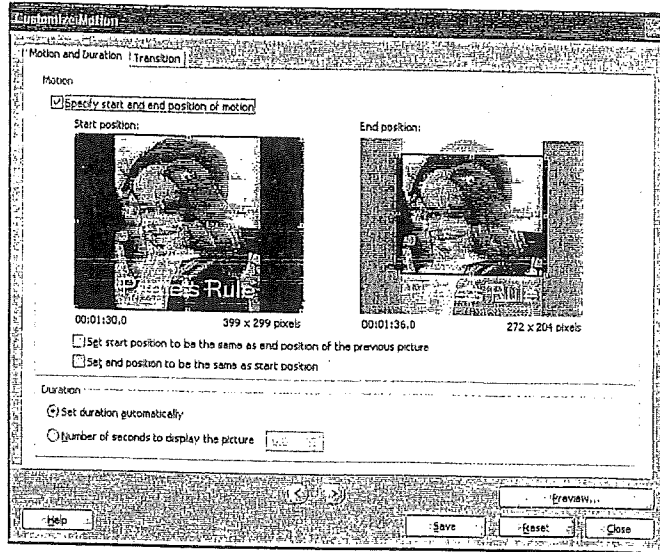 Customize Motion
Motion and Duration
Transition
Motion
Specify start and end position of motion
Start position:
End position:
Rule
00:01:30.0
399 x 299 pixels
00:01:36.0
272 x 204 pixels
Set start position to be the same as end position of the previous picture
Set end position to be the same as start position
Duration
Set duration automatically
Number of seconds to display the picture
Preview...
Help
Save
Reset
Close